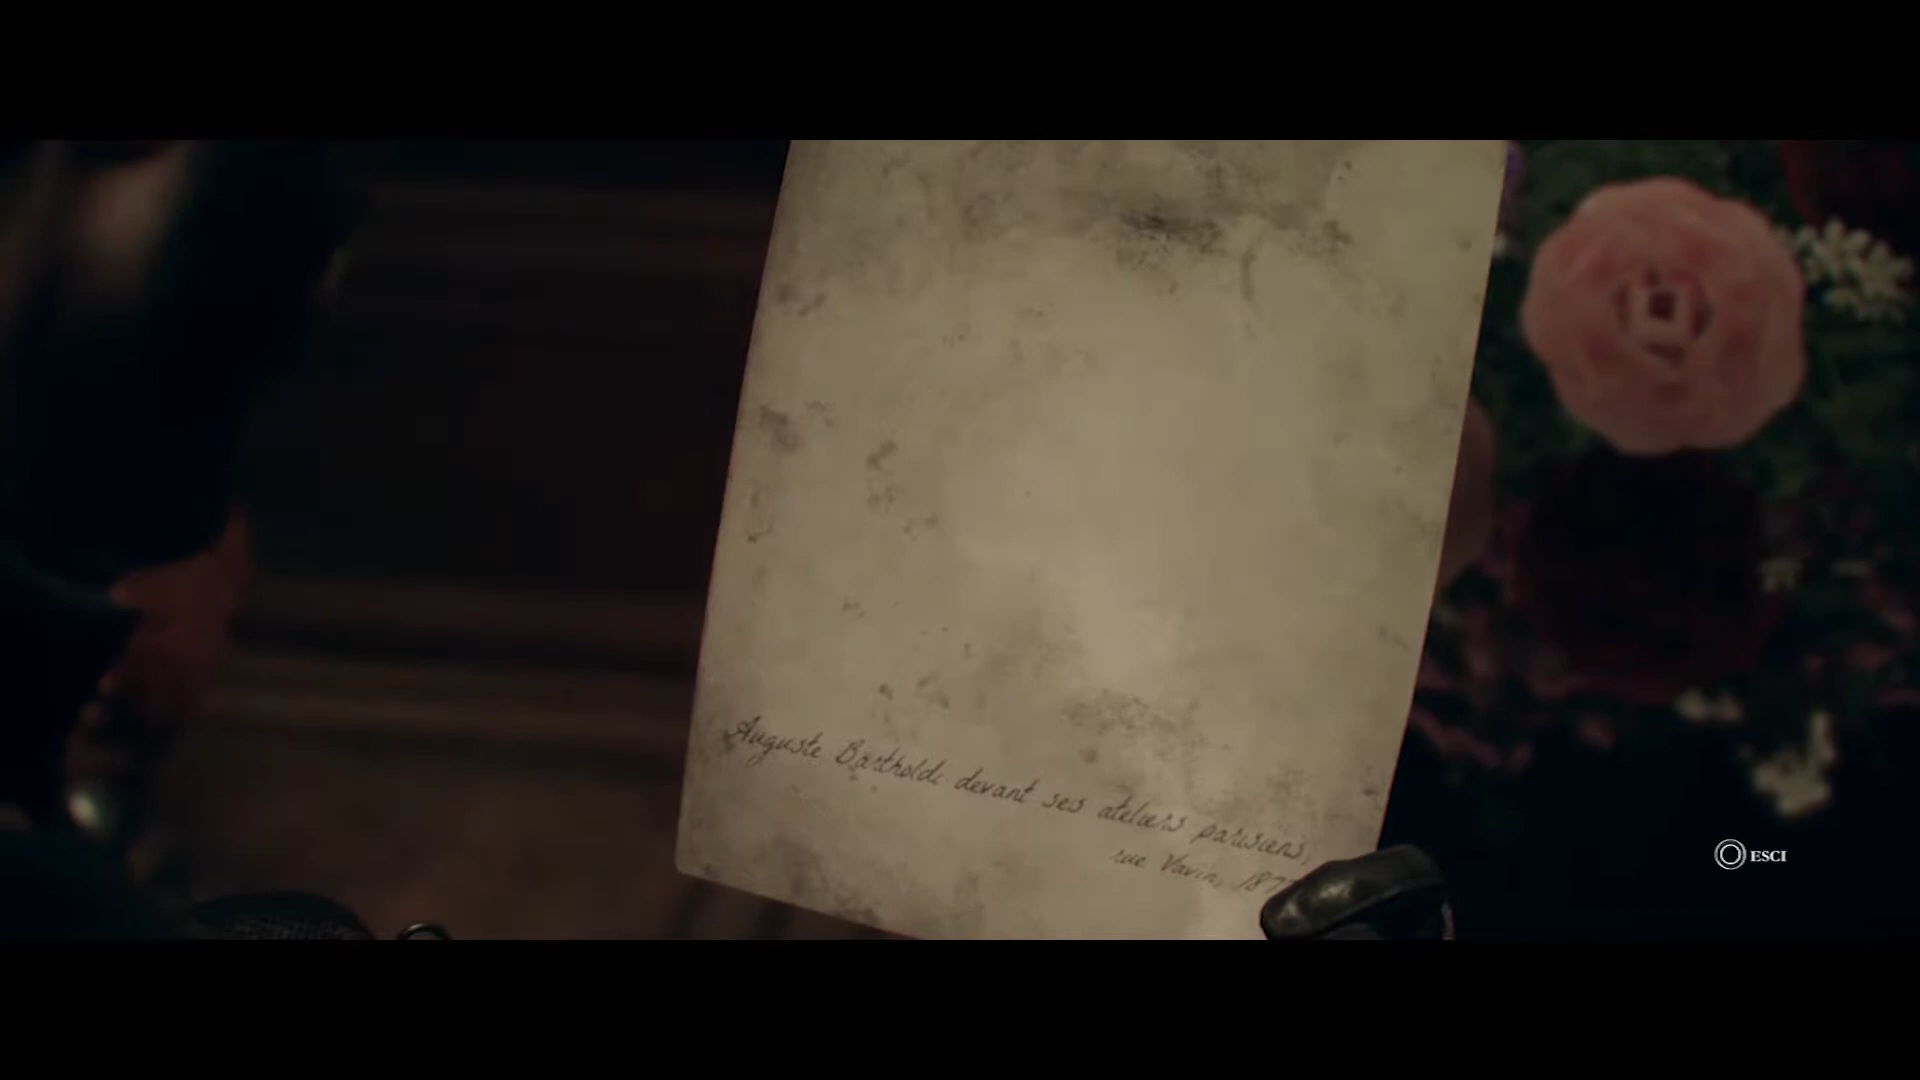 Auguste Bartholdi devant ses ateliers parisiens,
rue Vavin, 187
ESCI